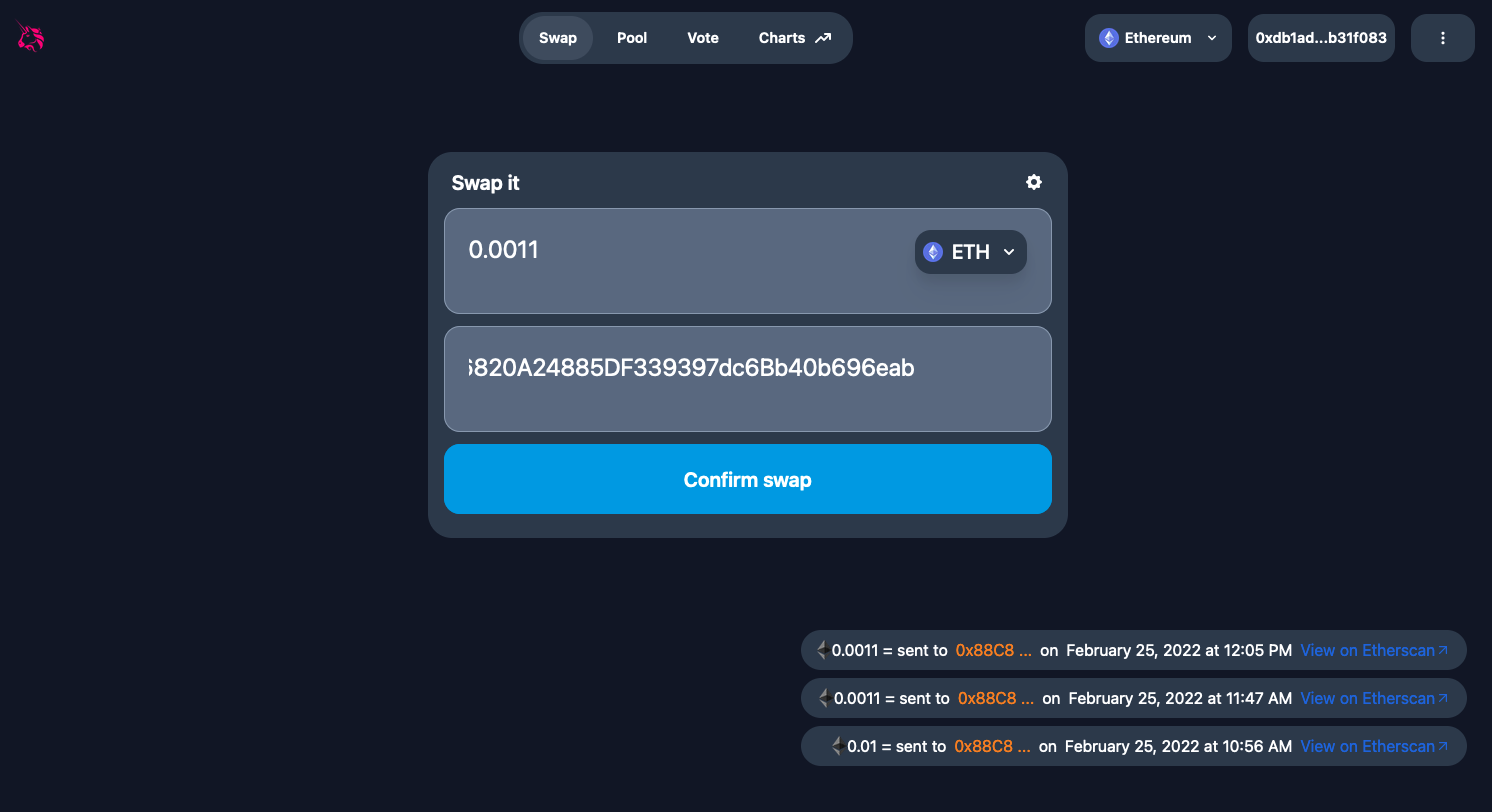 Swap Pool Vote Charts Ethereum 0xdb1ad...b31f083
Swap it
0.0011 ETH
820A24885DF339397dc6Bb40b696eab
Confirm swap
0.0011 = sent to 0x88C8 ... on February 25, 2022 at 12:05 PM View on Etherscan
0.0011 = sent to 0x88C8 ... on February 25, 2022 at 11:47 AM View on Etherscan
0.01 = sent to 0x88C8 ... on February 25, 2022 at 10:56 AM View on Etherscan